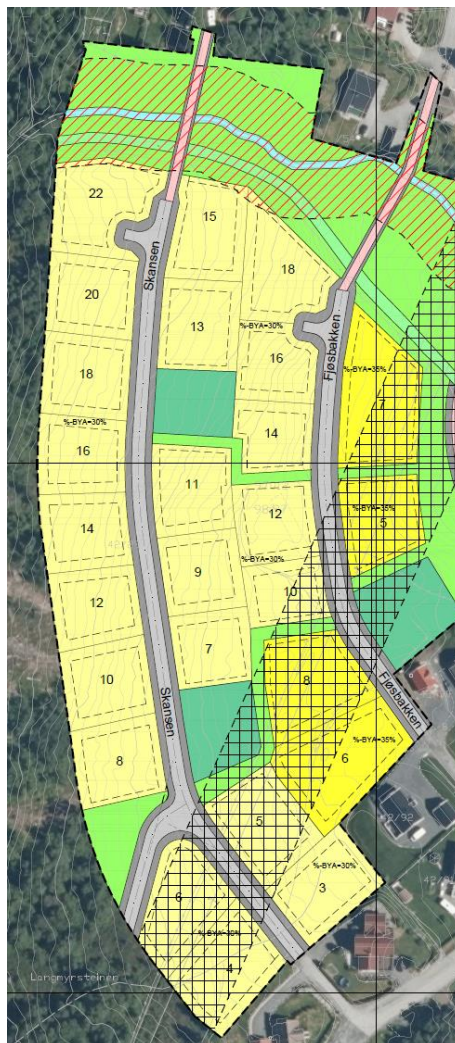 22
15
Skansen
18
20
13
%-BYA=30%
16
Fjøsbakken
18
%-BYA=35%
7
%-BYA=30%
14
16
11
%-BYA=35%
14
12
5
9
%-BYA=30%
12
10
7
10
8
Fjøsbakken
Skansen
%-BYA=35%
6
8
5
%-BYA=30%
3
6
%-BYA=30%
4
Langmyrsteinen